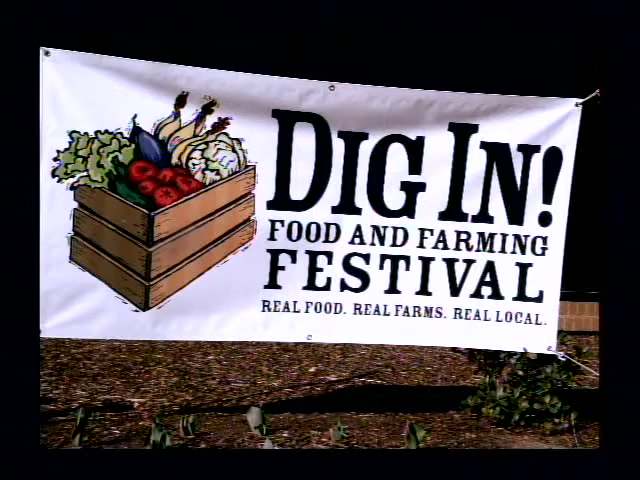 DIG IN!
FOOD AND FARMING
FESTIVAL
REAL FOOD. REAL FARMS. REAL LOCAL.